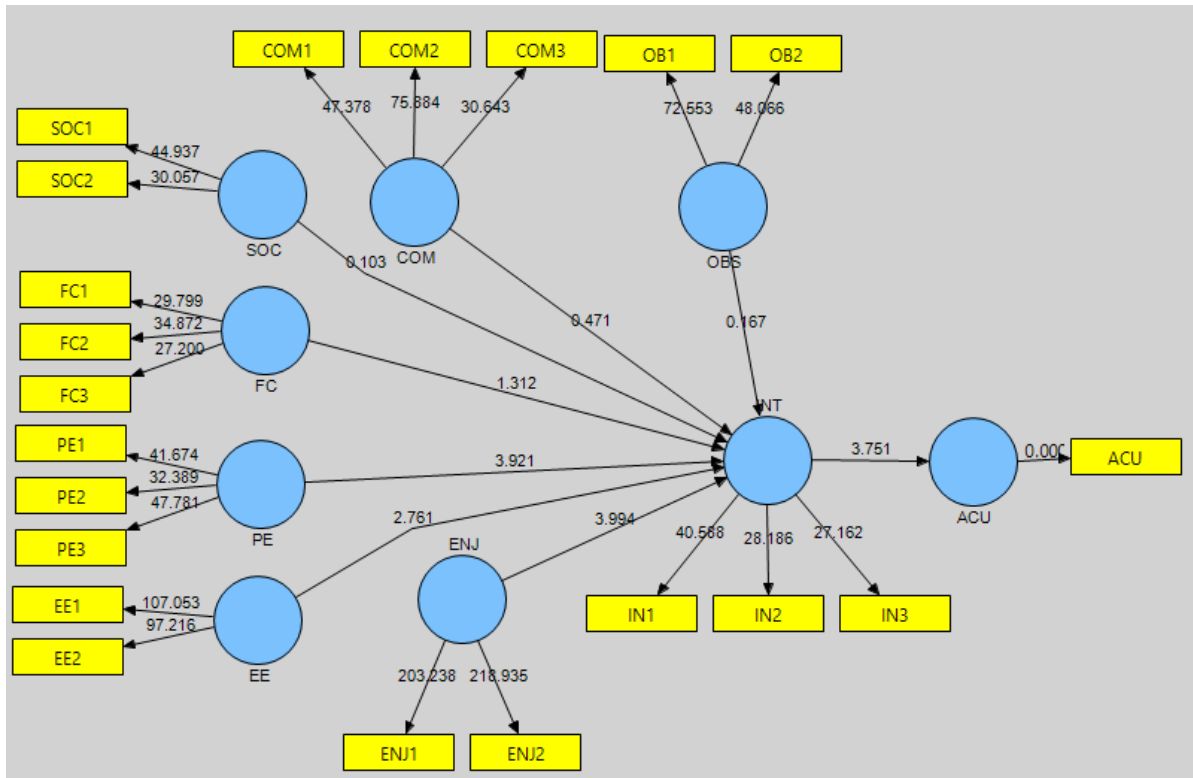 COM1
COM2
COM3
OB1
OB2
47.378
75.884
30.643
72.553
48.066
SOC1
SOC2
44.937
30.057
SOC
COM
OBS
0.103
0.471
0.167
FC1
FC2
FC3
29.799
34.872
27.200
FC
1.312
INT
PE1
PE2
PE3
41.674
32.389
47.781
PE
3.921
3.751
0.000
ACU
ACU
2.761
3.994
ENJ
40.568
28.186
27.162
EE1
EE2
107.053
97.216
EE
IN1
IN2
IN3
203.238
218.935
ENJ1
ENJ2